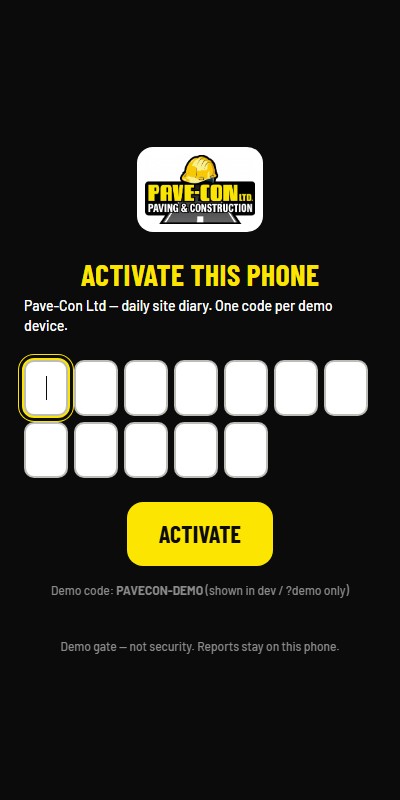 PAVE-CON LTD.
PAVING & CONSTRUCTION
ACTIVATE THIS PHONE
Pave-Con Ltd – daily site diary. One code per demo
device.
ACTIVATE
Demo code: PAVECON-DEMO (shown in dev / ?demo only)
Demo gate – not security. Reports stay on this phone.